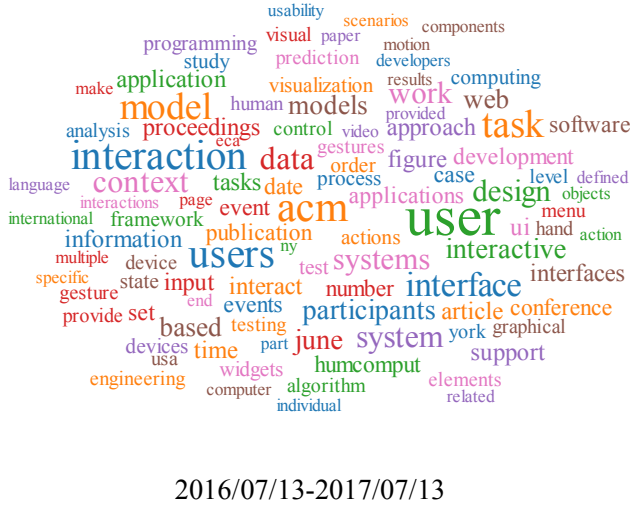 usability scenarios components
programming visual paper motion
study prediction developers
make application visualization results computing
model human models work web
analysis proceedings eca control video provided approach task software
interaction data gestures order figure development
language context tasks date process case level defined
interactions page event acm applications design objects
international framework publication user ui menu hand action
information users ny actions interactive
multiple device test systems interfaces
specific gesture state input interact number interface
provide set end events participants article conference
based testing part june system york graphical
devices usa time humcomput support
engineering widgets algorithm elements
computer individual related
2016/07/13-2017/07/13